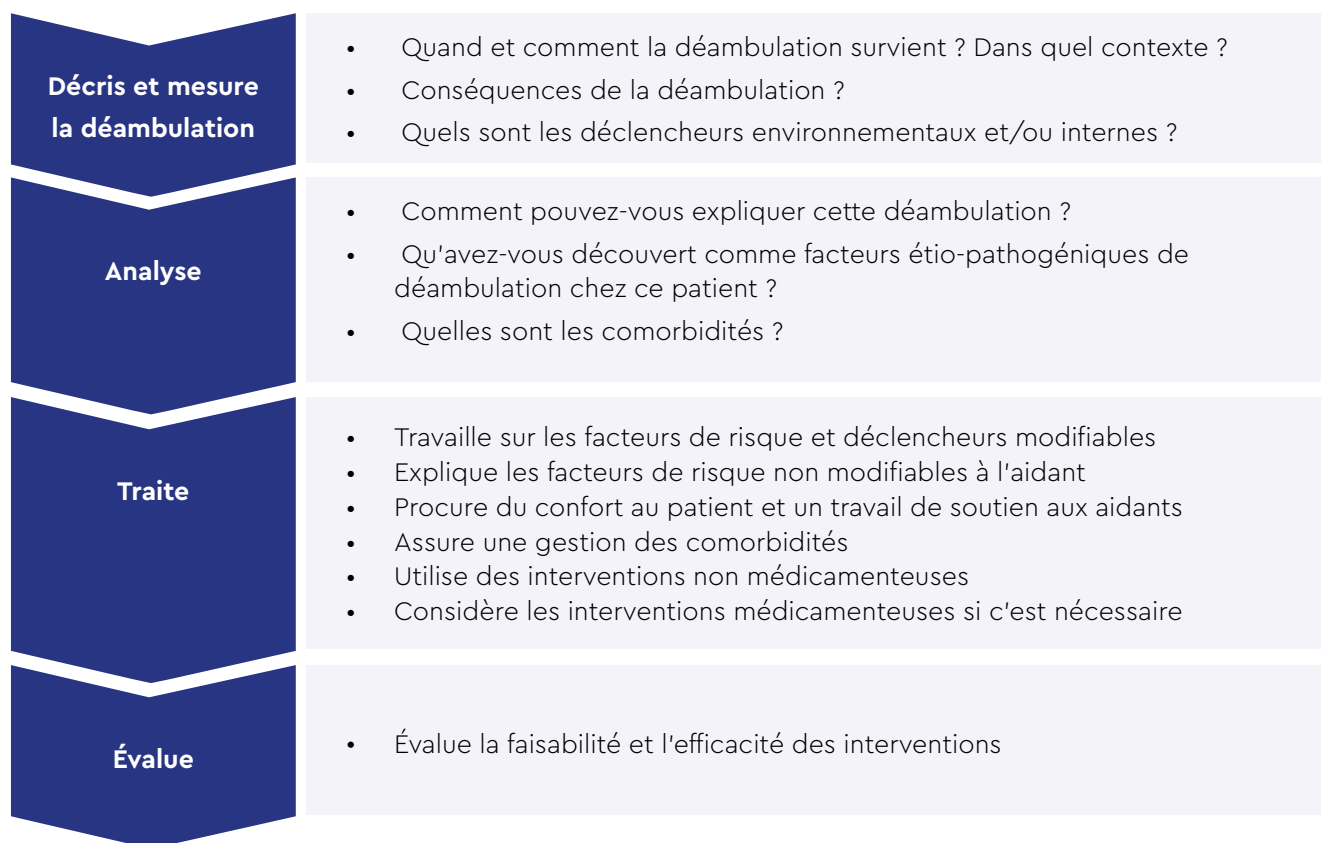 Décris et mesure
la déambulation
• Quand et comment la déambulation survient ? Dans quel contexte ?
• Conséquences de la déambulation ?
• Quels sont les déclencheurs environnementaux et/ou internes ?
Analyse
• Comment pouvez-vous expliquer cette déambulation ?
• Qu’avez-vous découvert comme facteurs étio-pathogéniques de
déambulation chez ce patient ?
• Quelles sont les comorbidités ?
Traite
• Travaille sur les facteurs de risque et déclencheurs modifiables
• Explique les facteurs de risque non modifiables à l’aidant
• Procure du confort au patient et un travail de soutien aux aidants
• Assure une gestion des comorbidités
• Utilise des interventions non médicamenteuses
• Considère les interventions médicamenteuses si c’est nécessaire
Évalue
• Évalue la faisabilité et l’efficacité des interventions